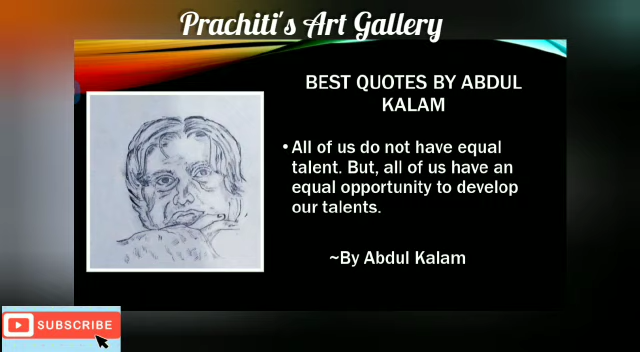 Prachiti's Art Gallery
BEST QUOTES BY ABDUL
KALAM
• All of us do not have equal
talent. But, all of us have an
equal opportunity to develop
our talents.
~By Abdul Kalam
SUBSCRIBE